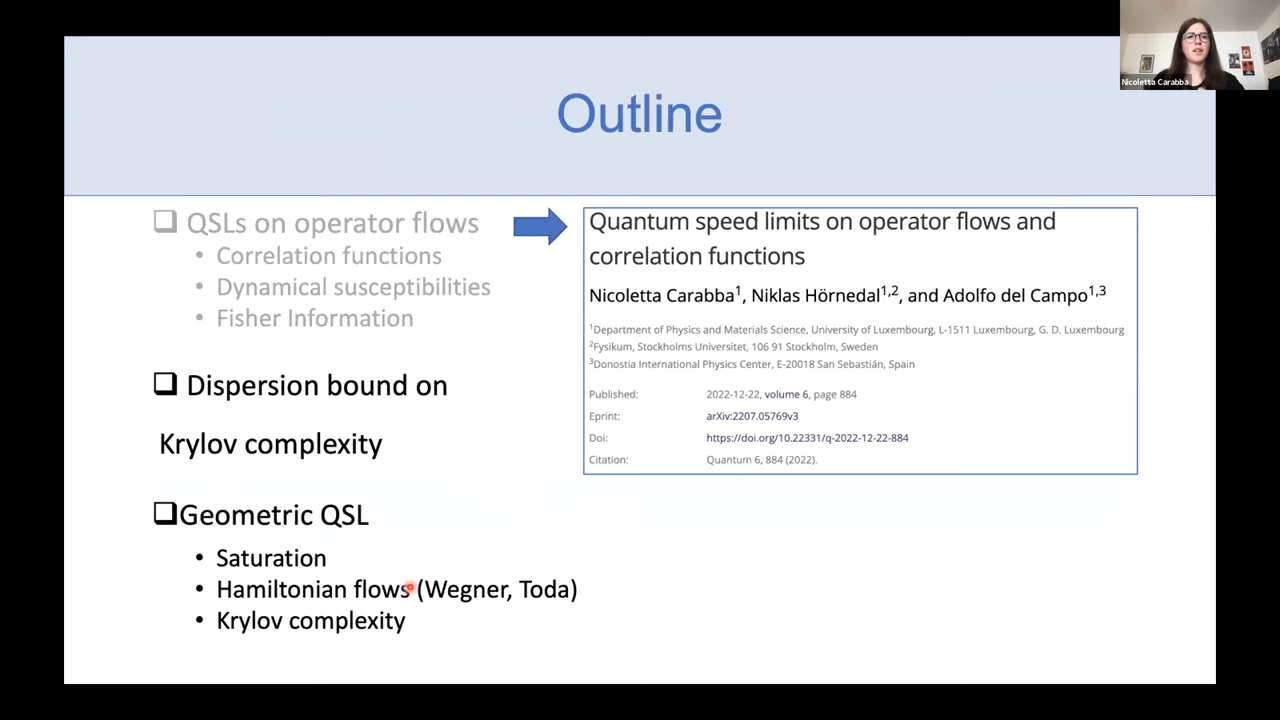 Nicoletta Carabba
Outline
❑ QSLs on operator flows
• Correlation functions
• Dynamical susceptibilities
• Fisher Information
❑ Dispersion bound on
Krylov complexity
❑Geometric QSL
• Saturation
• Hamiltonian flows (Wegner, Toda)
• Krylov complexity
Quantum speed limits on operator flows and
correlation functions
Nicoletta Carabba1, Niklas Hörnedal1,2, and Adolfo del Campo1,3
1Department of Physics and Materials Science, University of Luxembourg, L-1511 Luxembourg, G. D. Luxembourg
2Fysikum, Stockholms Universitet, 106 91 Stockholm, Sweden
3Donostia International Physics Center, E-20018 San Sebastián, Spain
Published: 2022-12-22, volume 6, page 884
Eprint: arXiv:2207.05769v3
Doi: https://doi.org/10.22331/q-2022-12-22-884
Citation: Quantum 6, 884 (2022).